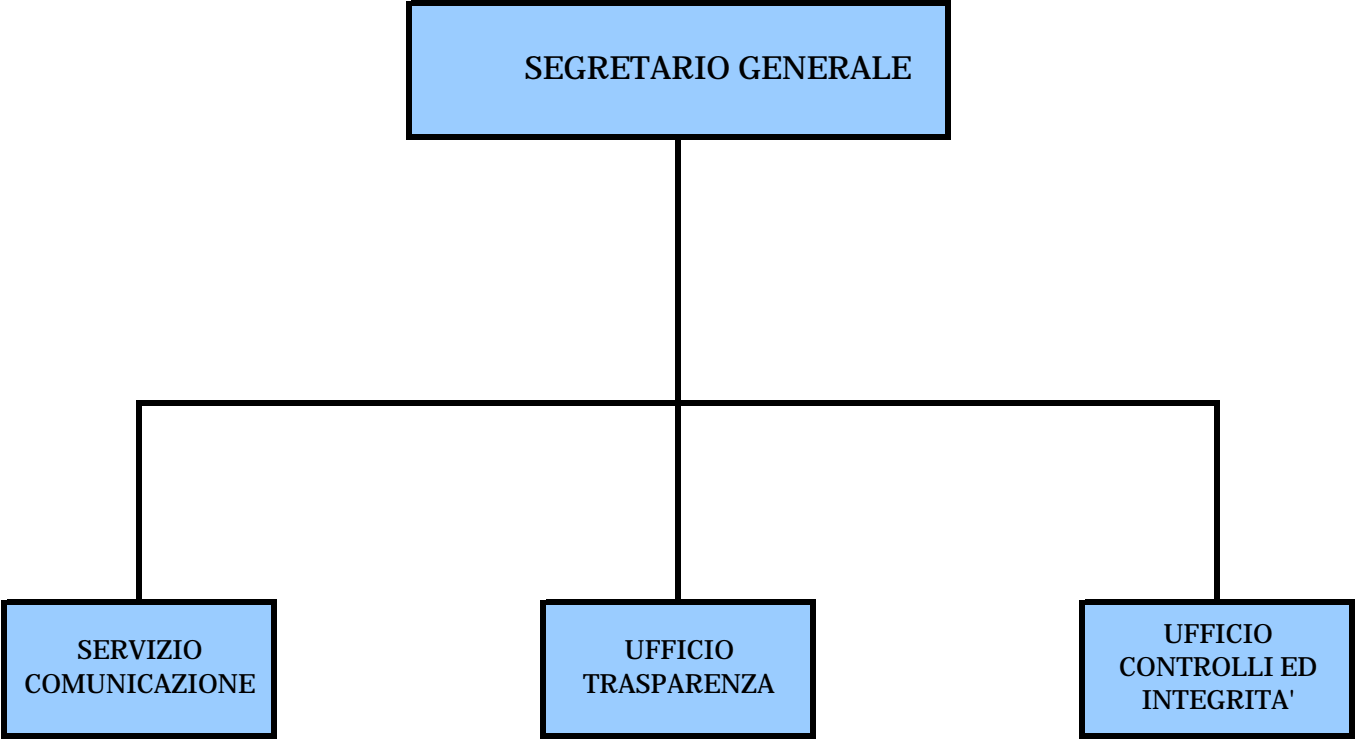 SEGRETARIO GENERALE
SERVIZIO
COMUNICAZIONE
UFFICIO
TRASPARENZA
UFFICIO
CONTROLLI ED
INTEGRITA'